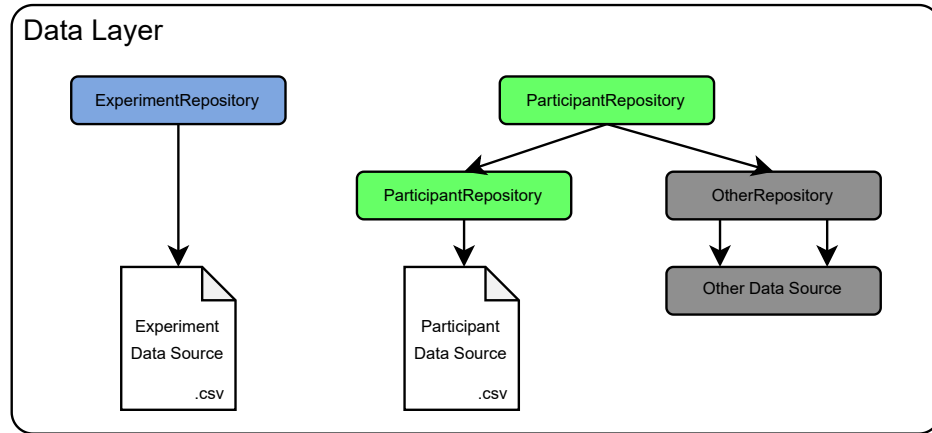 Data Layer
ExperimentRepository
ParticipantRepository
ParticipantRepository
OtherRepository
Experiment
Data Source
.csv
Participant
Data Source
.csv
Other Data Source